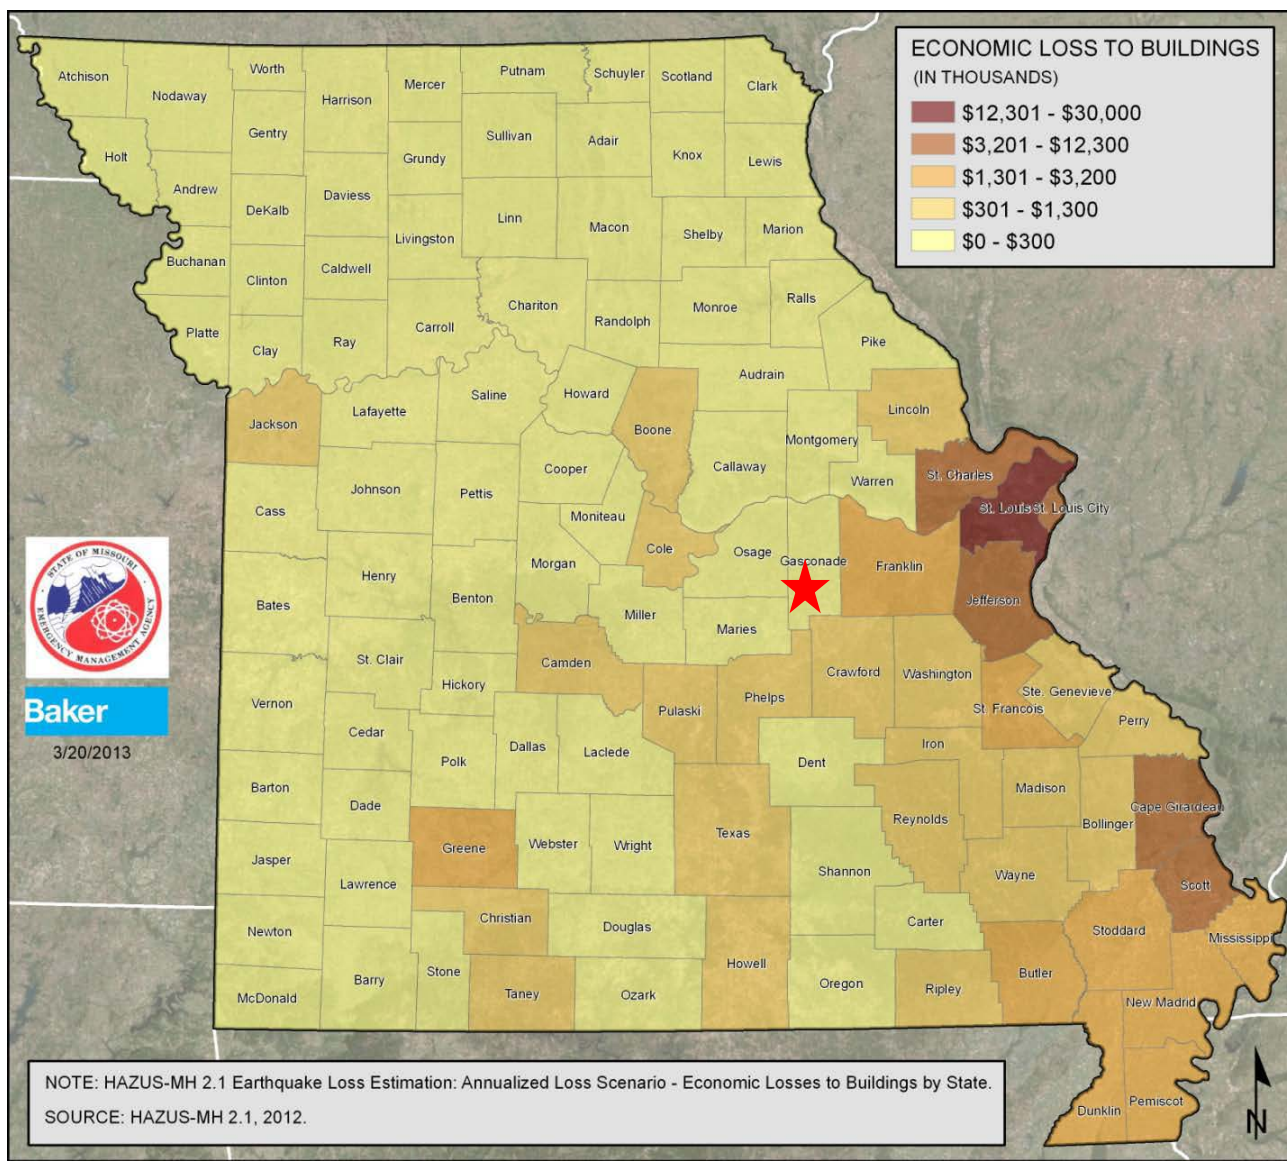 ECONOMIC LOSS TO BUILDINGS
(IN THOUSANDS)
$12,301 - $30,000
$3,201 - $12,300
$1,301 - $3,200
$301 - $1,300
$0 - $300
Atchison
Nodaway
Worth
Harrison
Mercer
Putnam
Schuyler
Scotland
Clark
Holt
Andrew
Gentry
DeKalb
Daviess
Grundy
Sullivan
Adair
Knox
Lewis
Buchanan
Clinton
Caldwell
Livingston
Linn
Macon
Shelby
Marion
Platte
Clay
Ray
Carroll
Chariton
Randolph
Monroe
Ralls
Pike
Jackson
Lafayette
Saline
Howard
Boone
Audrain
Montgomery
Lincoln
Cass
Johnson
Pettis
Cooper
Moniteau
Callaway
Warren
St. Charles
St. Louis
St. Louis City
Bates
Henry
Benton
Morgan
Cole
Osage
Gasconade
Franklin
Jefferson
Miller
Maries
Vernon
St. Clair
Hickory
Camden
Pulaski
Phelps
Crawford
Washington
Ste. Genevieve
St. Francois
Perry
Cedar
Polk
Dallas
Laclede
Dent
Iron
Barton
Dade
Madison
Cape Girardeau
Bollinger
Jasper
Greene
Webster
Wright
Texas
Reynolds
Shannon
Wayne
Scott
Lawrence
Christian
Newton
Douglas
Carter
Stoddard
Mississippi
McDonald
Barry
Stone
Taney
Ozark
Howell
Oregon
Ripley
Butler
New Madrid
Dunklin
Pemiscot
STATE OF MISSOURI
EMERGENCY MANAGEMENT AGENCY
Baker
3/20/2013
NOTE: HAZUS-MH 2.1 Earthquake Loss Estimation: Annualized Loss Scenario - Economic Losses to Buildings by State.
SOURCE: HAZUS-MH 2.1, 2012.
N